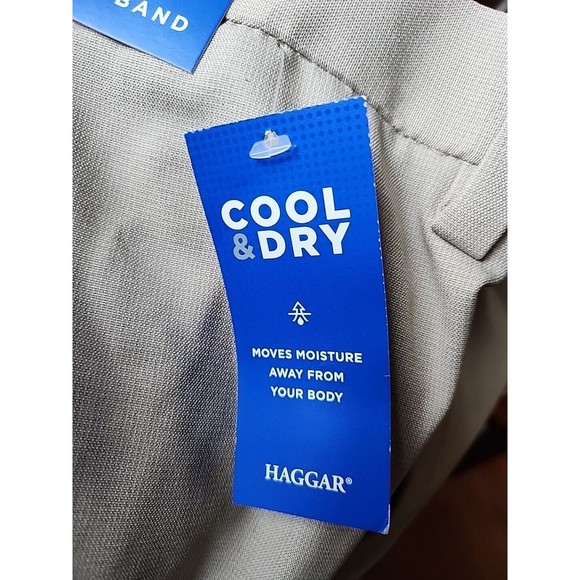 BAND
COOL
& DRY
MOVES MOISTURE
AWAY FROM
YOUR BODY
HAGGAR®